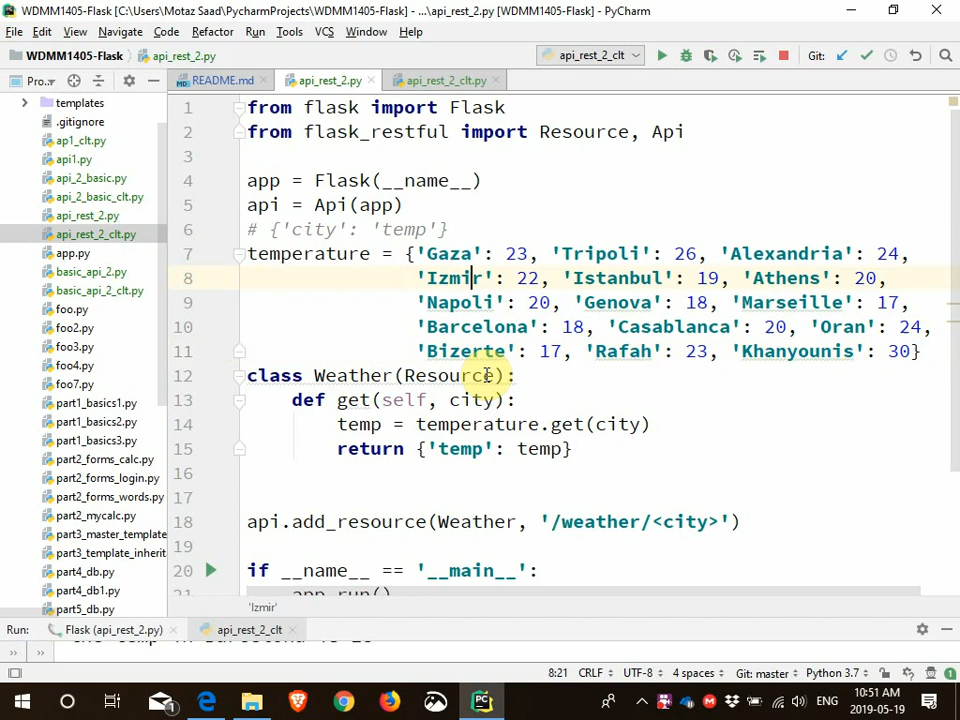 WDMM1405-Flask [C:\Users\Motaz Saad\PycharmProjects\WDMM1405-Flask] - ...\api_rest_2.py [WDMM1405-Flask] - PyCharm
File Edit View Navigate Code Refactor Run Tools VCS Window Help
WDMM1405-Flask api_rest_2.py api_rest_2_clt Git:
Pro.. README.md api_rest_2.py api_rest_2_clt.py
templates
.gitignore
ap1_clt.py
api1.py
api_2_basic.py
api_2_basic_clt.py
api_rest_2.py
api_rest_2_clt.py
app.py
basic_api_2.py
basic_api_2_clt.py
foo.py
foo2.py
foo3.py
foo4.py
foo7.py
part1_basics1.py
part1_basics2.py
part1_basics3.py
part2_forms_calc.py
part2_forms_login.py
part2_forms_words.py
part2_mycalc.py
part3_master_template
part3_template_inherit
part4_db.py
part4_db1.py
part5_db.py
1 from flask import Flask
2 from flask_restful import Resource, Api
3
4 app = Flask(__name__)
5 api = Api(app)
6 # {'city': 'temp'}
7 temperature = {'Gaza': 23, 'Tripoli': 26, 'Alexandria': 24,
8 'Izmir': 22, 'Istanbul': 19, 'Athens': 20,
9 'Napoli': 20, 'Genova': 18, 'Marseille': 17,
10 'Barcelona': 18, 'Casablanca': 20, 'Oran': 24,
11 'Bizerte': 17, 'Rafah': 23, 'Khanyounis': 30}
12 class Weather(Resource):
13 def get(self, city):
14 temp = temperature.get(city)
15 return {'temp': temp}
16
17
18 api.add_resource(Weather, '/weather/<city>')
19
20 if __name__ == '__main__':
21 app.run()
'Izmir'
Run: Flask (api_rest_2.py) api_rest_2_clt
8:21 CRLF UTF-8 4 spaces Git: master Python 3.7
ENG 10:51 AM
2019-05-19